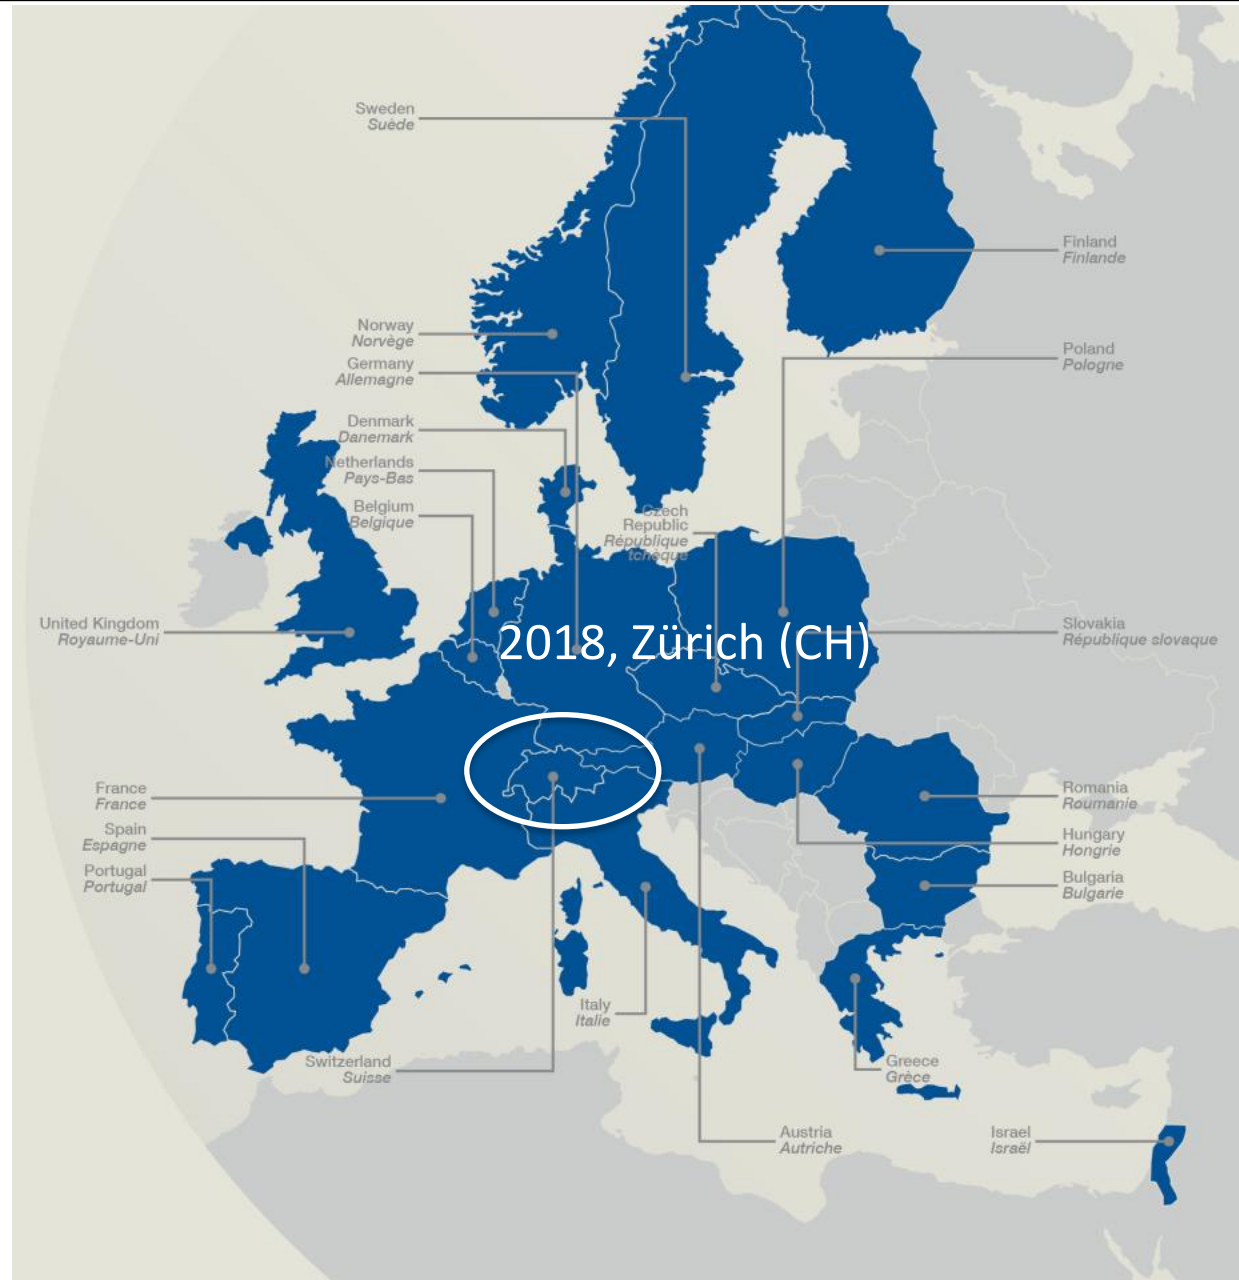 Sweden
Suède
Finland
Finlande
Norway
Norvège
Germany
Allemagne
Poland
Pologne
Denmark
Danemark
Netherlands
Pays-Bas
Belgium
Belgique
Czech
Republic
République
tchèque
United Kingdom
Royaume-Uni
2018, Zürich (CH)
Slovakia
République slovaque
France
France
Romania
Roumanie
Spain
Espagne
Hungary
Hongrie
Portugal
Portugal
Bulgaria
Bulgarie
Italy
Italie
Switzerland
Suisse
Greece
Grèce
Austria
Autriche
Israel
Israël